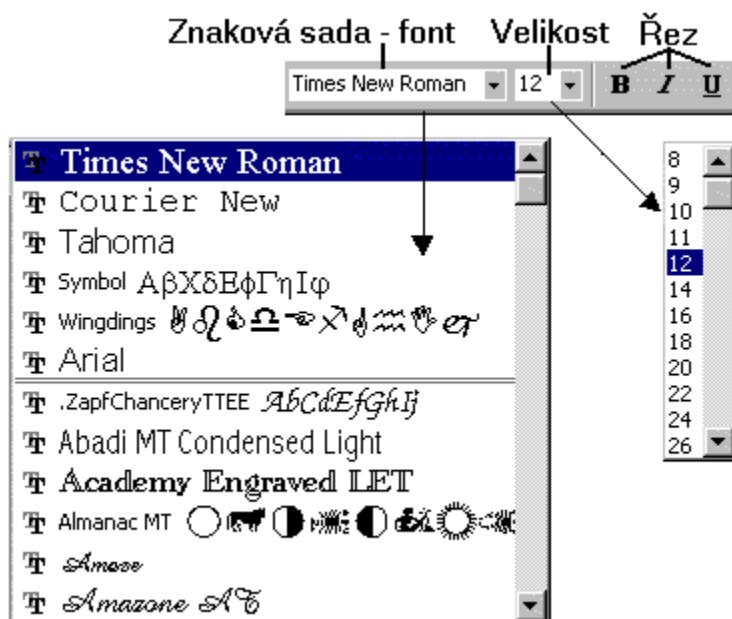 Znaková sada - font Velikost Řez
Times New Roman 12 B I U
Times New Roman
Courier New
Tahoma
Symbol ΑβΧδΕϕΓηΙφ
Wingdings
Arial
.ZapfChanceryTTEE AbCdEfGhIj
Abadi MT Condensed Light
Academy Engraved LET
Almanac MT
Amaze
Amazone AT
8
9
10
11
12
14
16
18
20
22
24
26